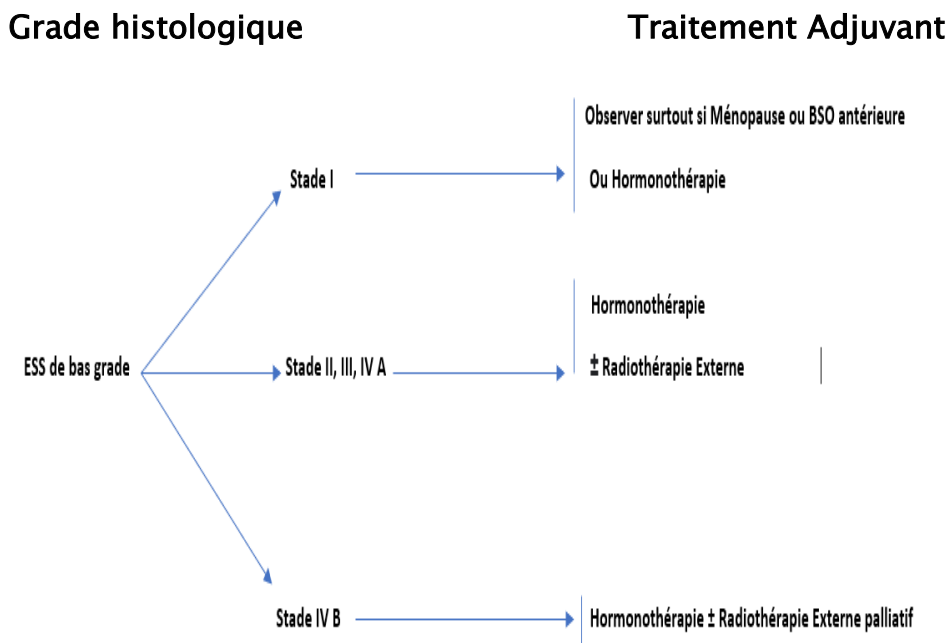 Grade histologique
Traitement Adjuvant
Observer surtout si Ménopause ou BSO antérieure
Stade I
Ou Hormonothérapie
Hormonothérapie
ESS de bas grade
Stade II, III, IV A
± Radiothérapie Externe
Stade IV B
Hormonothérapie ± Radiothérapie Externe palliatif